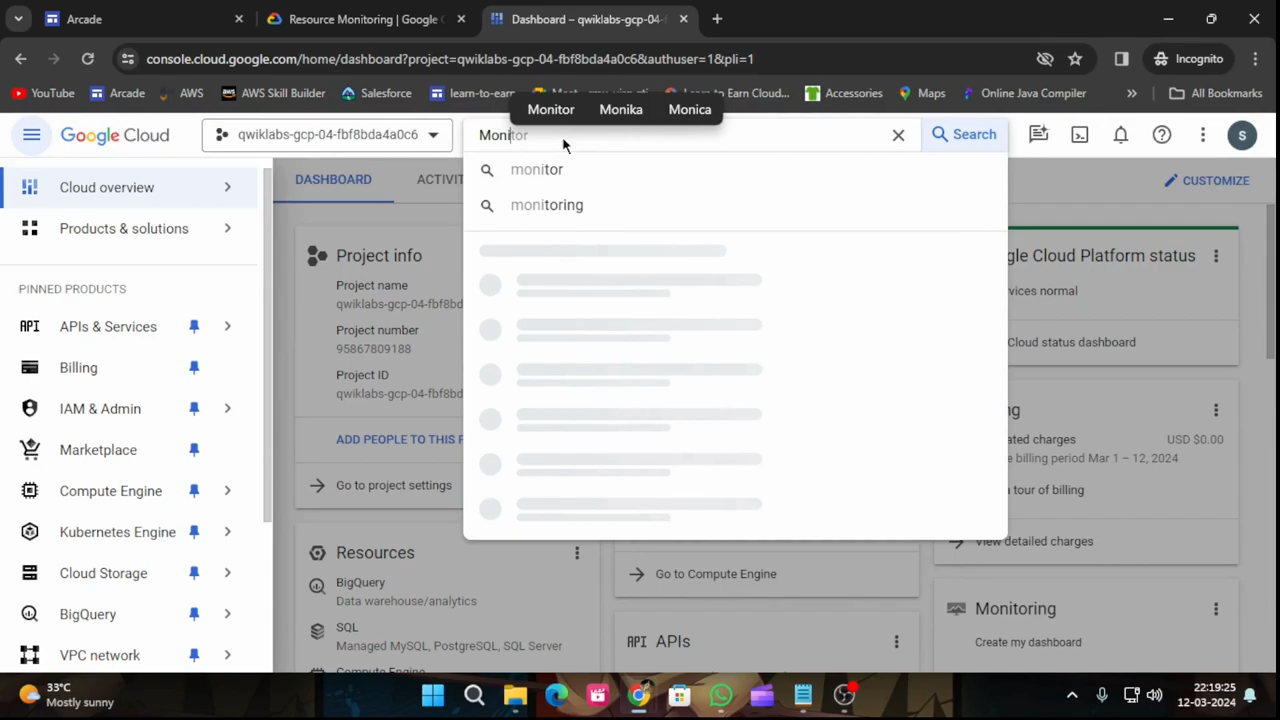 Arcade
Resource Monitoring | Google C
Dashboard – qwiklabs-gcp-04-
console.cloud.google.com/home/dashboard?project=qwiklabs-gcp-04-fbf8bda4a0c6&authuser=1&pli=1
Incognito
YouTube
Arcade
AWS
AWS Skill Builder
Salesforce
learn-to-earn
Learn to Earn Cloud...
Accessories
Maps
Online Java Compiler
All Bookmarks
Monitor Monika Monica
Google Cloud
qwiklabs-gcp-04-fbf8bda4a0c6
Monitor
Search
S
monitor
monitoring
Cloud overview
Products & solutions
PINNED PRODUCTS
API APIs & Services
Billing
IAM & Admin
Marketplace
Compute Engine
Kubernetes Engine
Cloud Storage
BigQuery
VPC network
DASHBOARD
ACTIVIT
CUSTOMIZE
Project info
Project name
qwiklabs-gcp-04-fbf8bd
Project number
95867809188
Project ID
qwiklabs-gcp-04-fbf8bd
ADD PEOPLE TO THIS P
Go to project settings
Resources
BigQuery
Data warehouse/analytics
SQL
Managed MySQL, PostgreSQL, SQL Server
Go to Compute Engine
API APIs
gle Cloud Platform status
vices normal
Cloud status dashboard
ng
ated charges
USD $0.00
e billing period Mar 1 – 12, 2024
a tour of billing
View detailed charges
Monitoring
Create my dashboard
33°C
Mostly sunny
22:19:25
12-03-2024